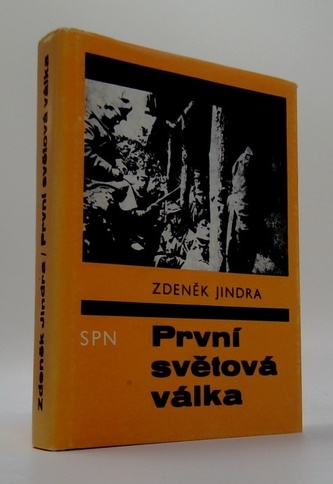 Zdeněk Jindra / První světová válka
ZDENĚK JINDRA
SPN
První
světová
válka